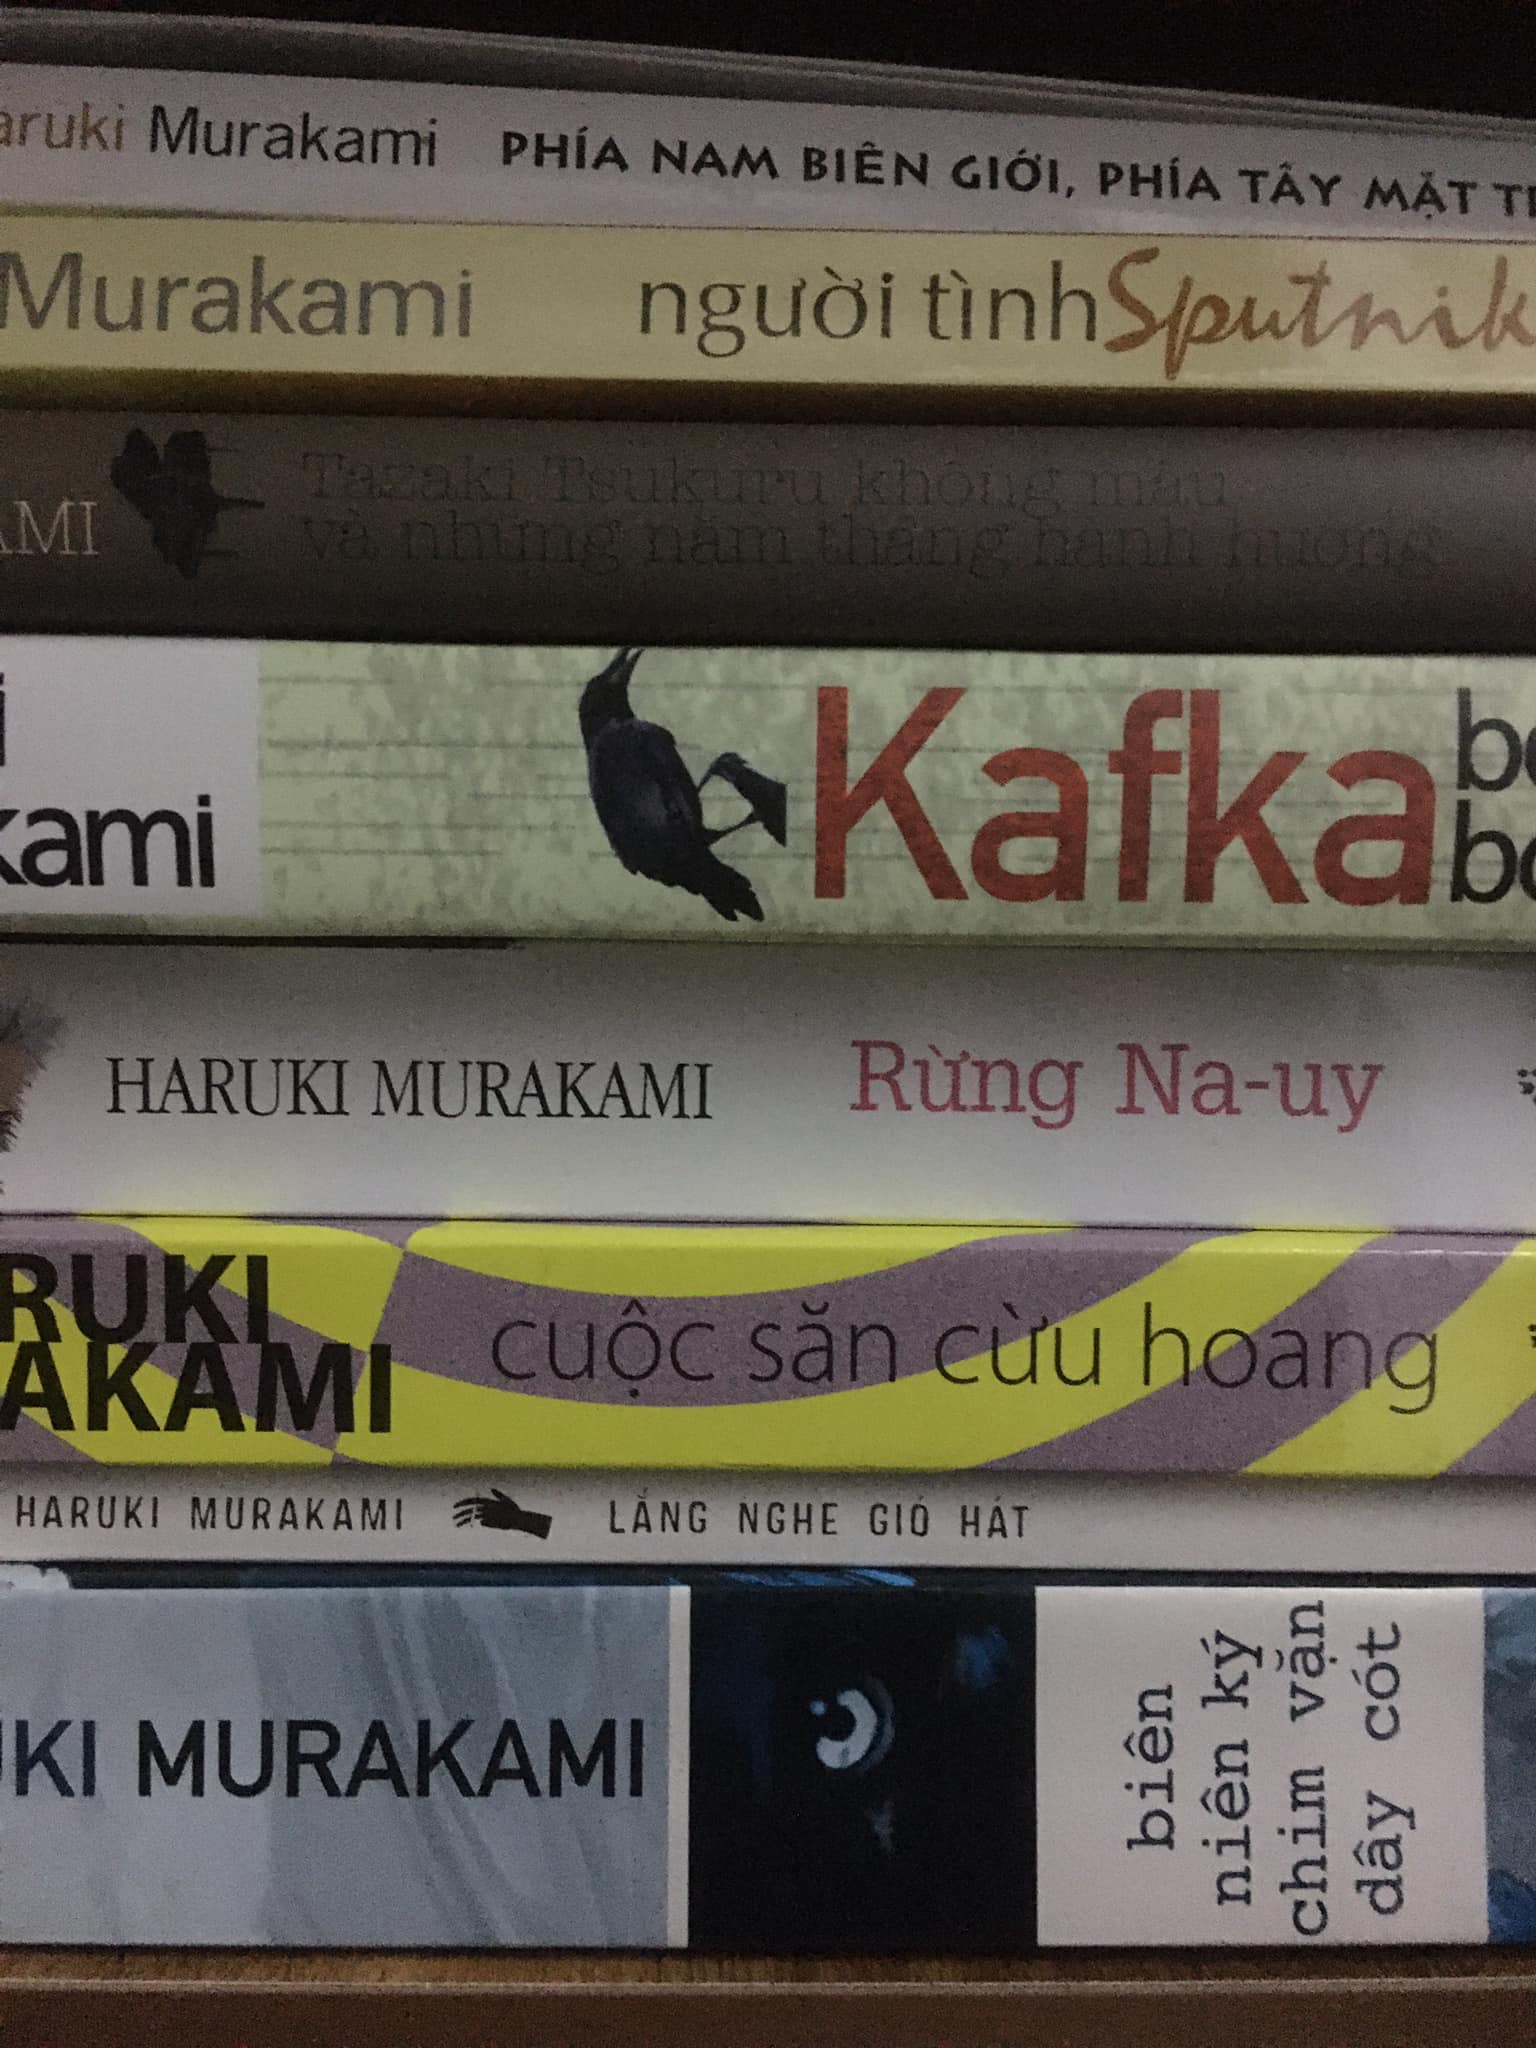 aruki Murakami PHÍA NAM BIÊN GIỚI, PHÍA TÂY MẶT
Murakami người tình Sputnik
AMI Tazaki Tsukuru không màu
và những năm tháng hành hương
kami Kafka
HARUKI MURAKAMI Rừng Na-uy
RUKI
AKAMI cuộc săn cừu hoang
HARUKI MURAKAMI LẮNG NGHE GIÓ HÁT
UKI MURAKAMI
biên
niên ký
chim vặn
dây cót